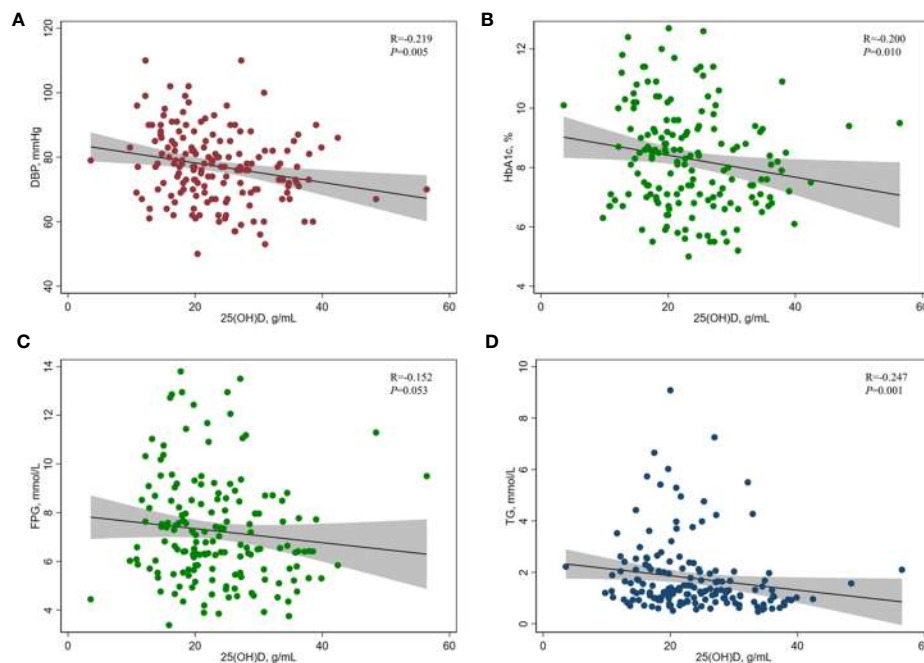 A
R=-0.219
P=0.005
DBP, mmHg
120
100
80
60
40
0
20
40
60
25(OH)D, g/mL
B
R=-0.200
P=0.010
HbA1c, %
12
10
8
6
4
0
20
40
60
25(OH)D, g/mL
C
R=-0.152
P=0.053
FPG, mmol/L
14
12
10
8
6
4
0
20
40
60
25(OH)D, g/mL
D
R=-0.247
P=0.001
TG, mmol/L
10
8
6
4
2
0
0
20
40
60
25(OH)D, g/mL